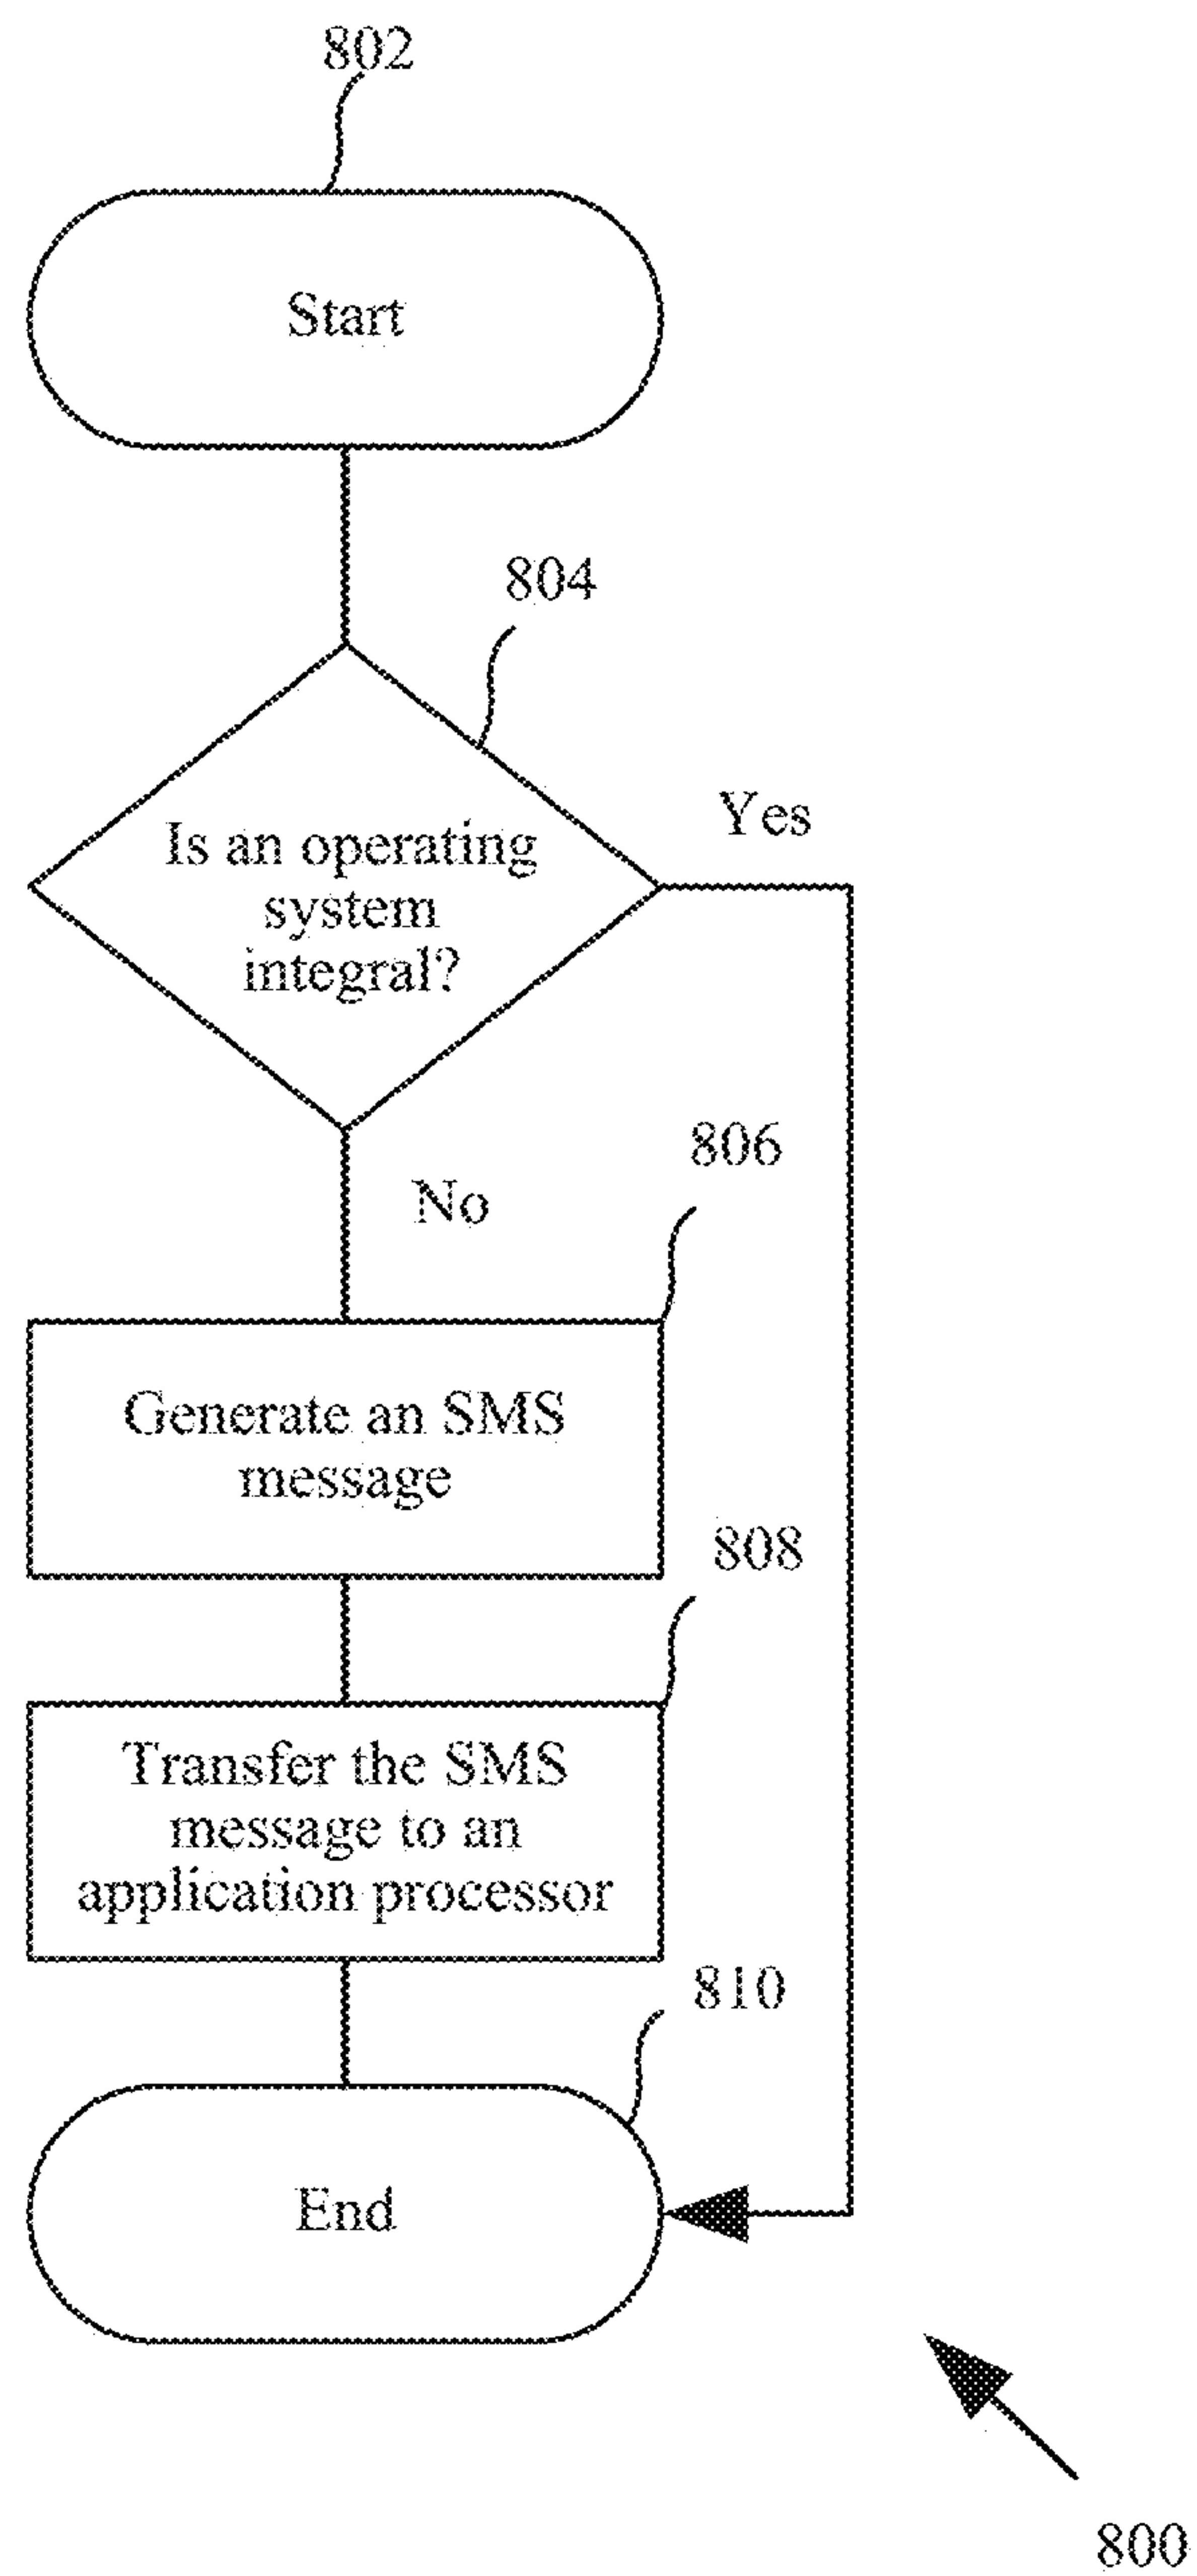 802
Start
804
Yes
Is an operating
system
integral?
No
806
Generate an SMS
message
808
Transfer the SMS
message to an
application processor
810
End
800